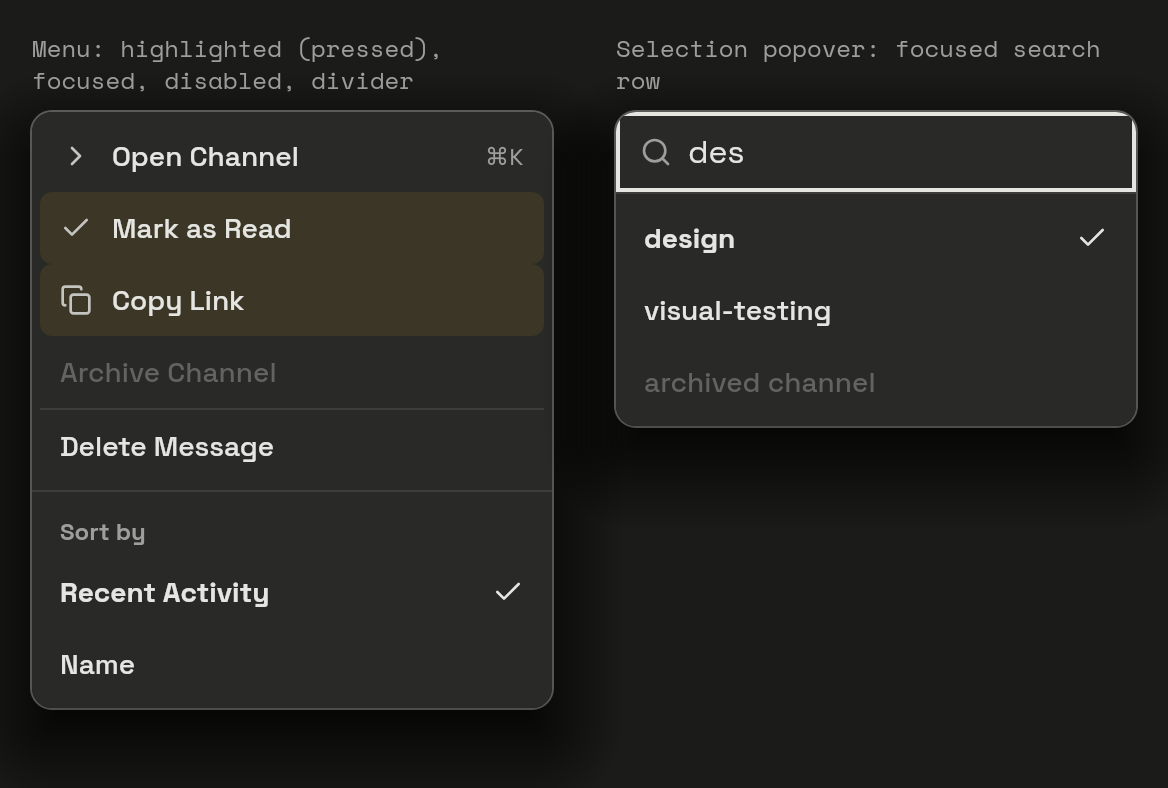 Menu: highlighted (pressed),
focused, disabled, divider
Open Channel ⌘K
Mark as Read
Copy Link
Archive Channel
Delete Message
Sort by
Recent Activity
Name
Selection popover: focused search
row
des
design
visual-testing
archived channel